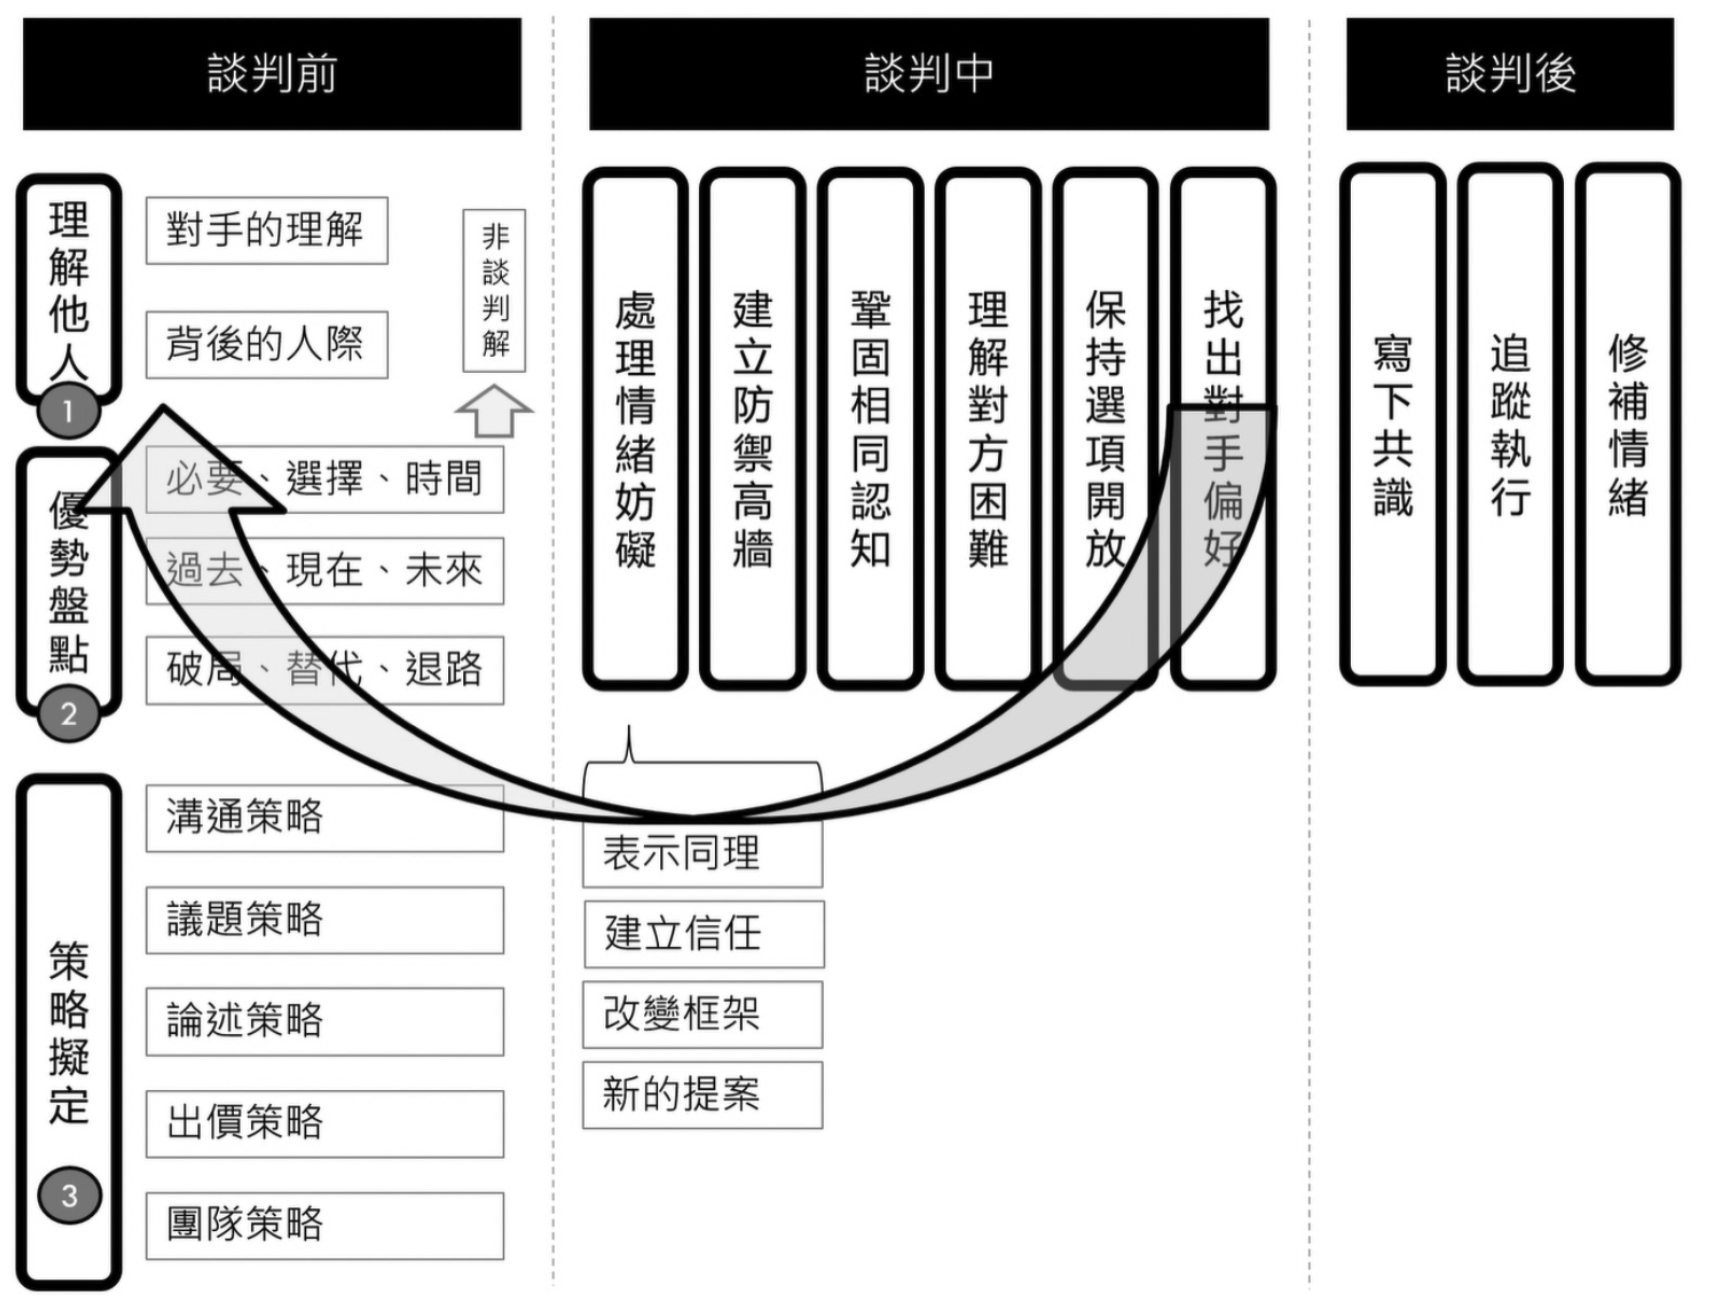 談判前
談判中
談判後
理解他人
1
對手的理解
背後的人際
非談判解
優勢盤點
2
必要、選擇、時間
過去、現在、未來
破局、替代、退路
策略擬定
3
溝通策略
議題策略
論述策略
出價策略
團隊策略
處理情緒妨礙
建立防禦高牆
鞏固相同認知
理解對方困難
保持選項開放
找出對手偏好
表示同理
建立信任
改變框架
新的提案
寫下共識
追蹤執行
修補情緒